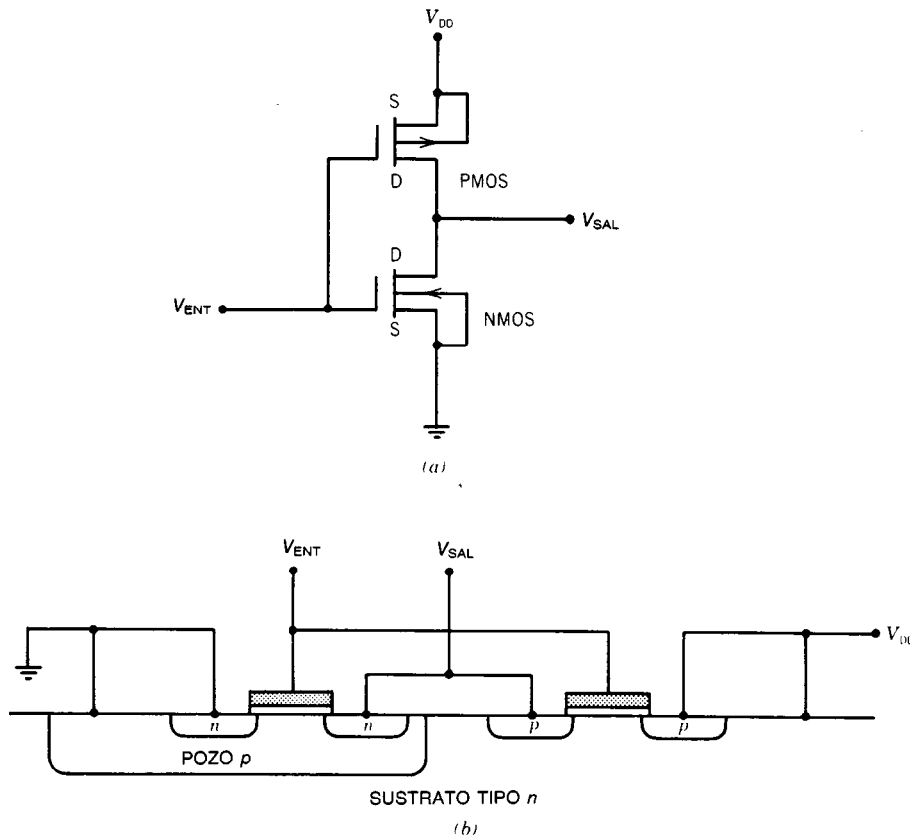 V_DD
S
D
PMOS
V_SAL
D
V_ENT
NMOS
S
(a)
V_ENT
V_SAL
V_DD
n
n
p
p
POZO p
SUSTRATO TIPO n
(b)